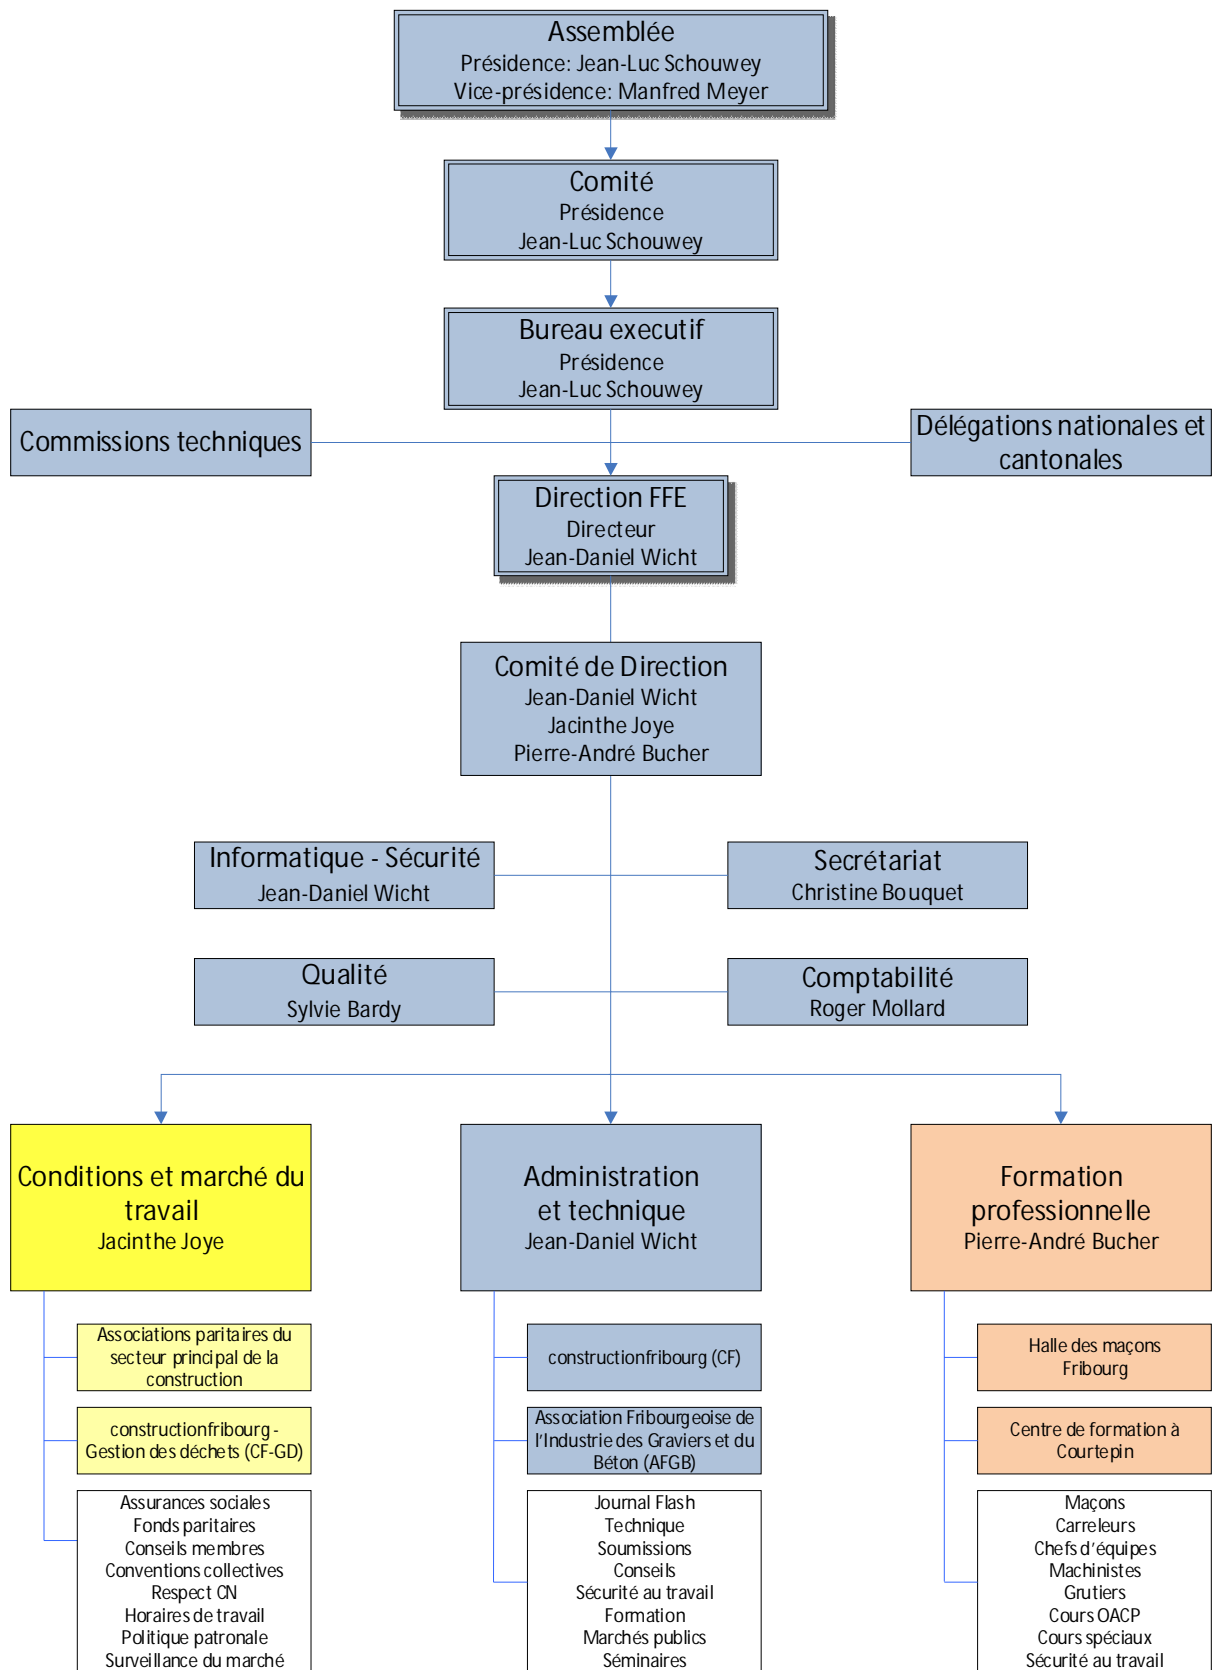 Assemblée
Présidence: Jean-Luc Schouwey
Vice-présidence: Manfred Meyer
Comité
Présidence
Jean-Luc Schouwey
Bureau executif
Présidence
Jean-Luc Schouwey
Commissions techniques
Délégations nationales et
cantonales
Direction FFE
Directeur
Jean-Daniel Wicht
Comité de Direction
Jean-Daniel Wicht
Jacinthe Joye
Pierre-André Bucher
Informatique - Sécurité
Jean-Daniel Wicht
Secrétariat
Christine Bouquet
Qualité
Sylvie Bardy
Comptabilité
Roger Mollard
Conditions et marché du
travail
Jacinthe Joye
Administration
et technique
Jean-Daniel Wicht
Formation
professionnelle
Pierre-André Bucher
Associations paritaires du
secteur principal de la
construction
constructionfribourg -
Gestion des déchets (CF-GD)
Assurances sociales
Fonds paritaires
Conseils membres
Conventions collectives
Respect CN
Horaires de travail
Politique patronale
Surveillance du marché
constructionfribourg (CF)
Association Fribourgeoise de
l'Industrie des Graviers et du
Béton (AFGB)
Journal Flash
Technique
Soumissions
Conseils
Sécurité au travail
Formation
Marchés publics
Séminaires
Halle des maçons
Fribourg
Centre de formation à
Courtepin
Maçons
Carreleurs
Chefs d'équipes
Machinistes
Grutiers
Cours OACP
Cours spéciaux
Sécurité au travail